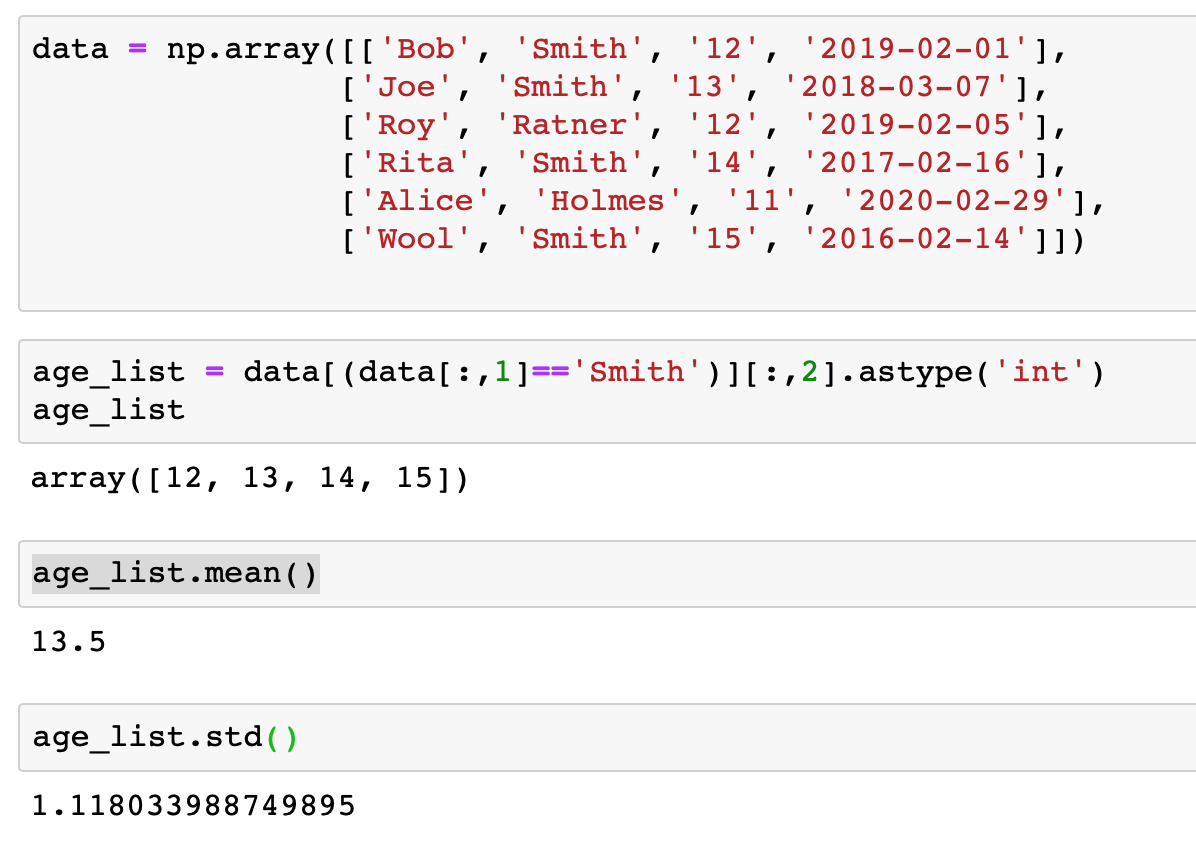 data = np.array([['Bob', 'Smith', '12', '2019-02-01'],
['Joe', 'Smith', '13', '2018-03-07'],
['Roy', 'Ratner', '12', '2019-02-05'],
['Rita', 'Smith', '14', '2017-02-16'],
['Alice', 'Holmes', '11', '2020-02-29'],
['Wool', 'Smith', '15', '2016-02-14']])
age_list = data[(data[:,1]=='Smith')][:,2].astype('int')
age_list
array([12, 13, 14, 15])
age_list.mean()
13.5
age_list.std()
1.118033988749895